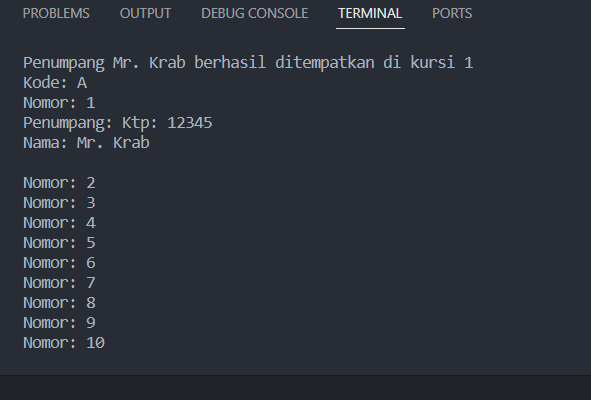 PROBLEMS OUTPUT DEBUG CONSOLE TERMINAL PORTS
Penumpang Mr. Krab berhasil ditempatkan di kursi 1
Kode: A
Nomor: 1
Penumpang: Ktp: 12345
Nama: Mr. Krab
Nomor: 2
Nomor: 3
Nomor: 4
Nomor: 5
Nomor: 6
Nomor: 7
Nomor: 8
Nomor: 9
Nomor: 10